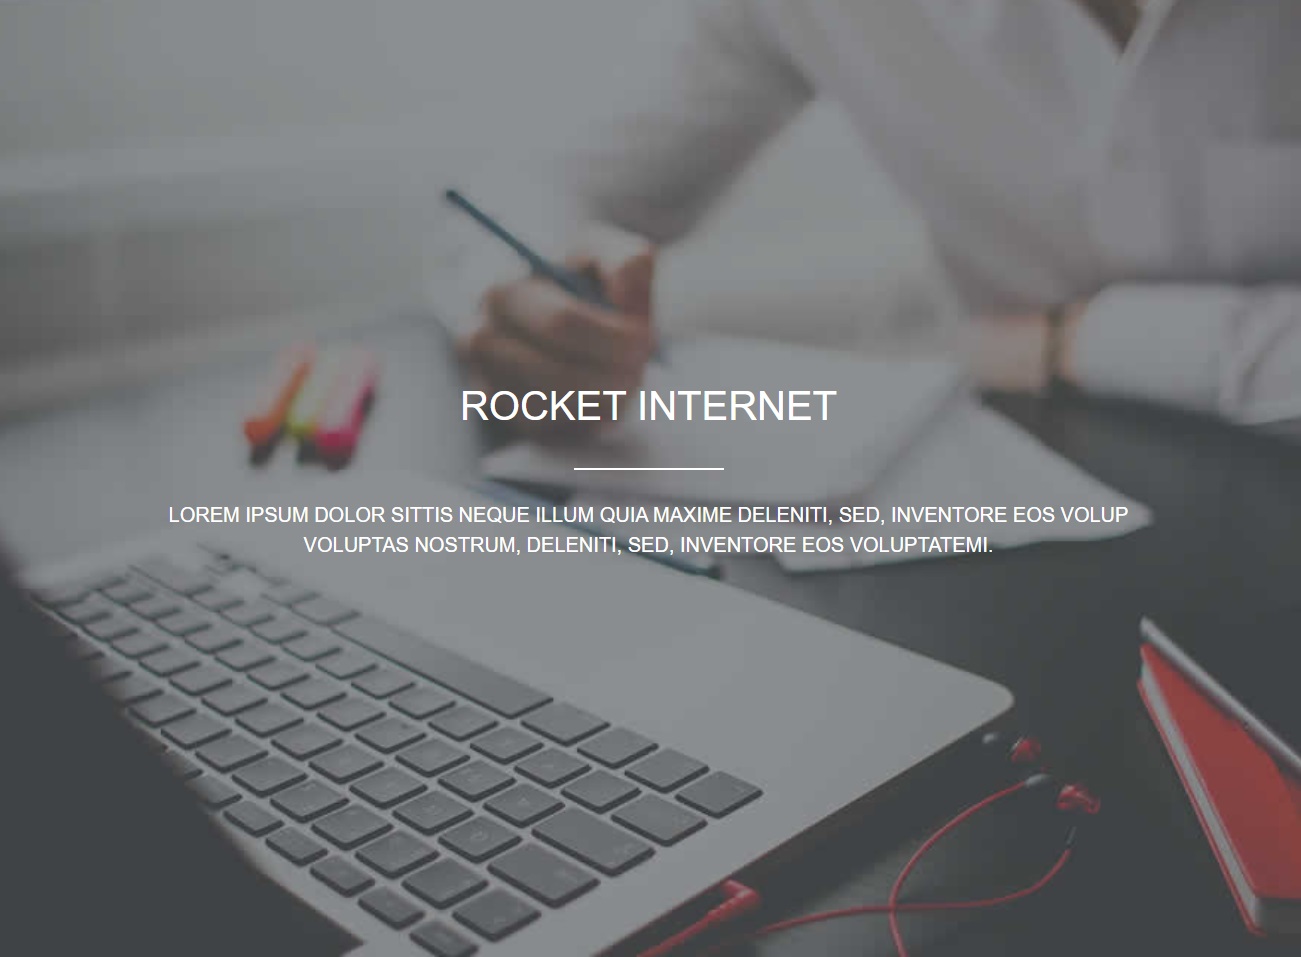 ROCKET INTERNET
LOREM IPSUM DOLOR SITTIS NEQUE ILLUM QUIA MAXIME DELENITI, SED, INVENTORE EOS VOLUP
VOLUPTAS NOSTRUM, DELENITI, SED, INVENTORE EOS VOLUPTATEMI.